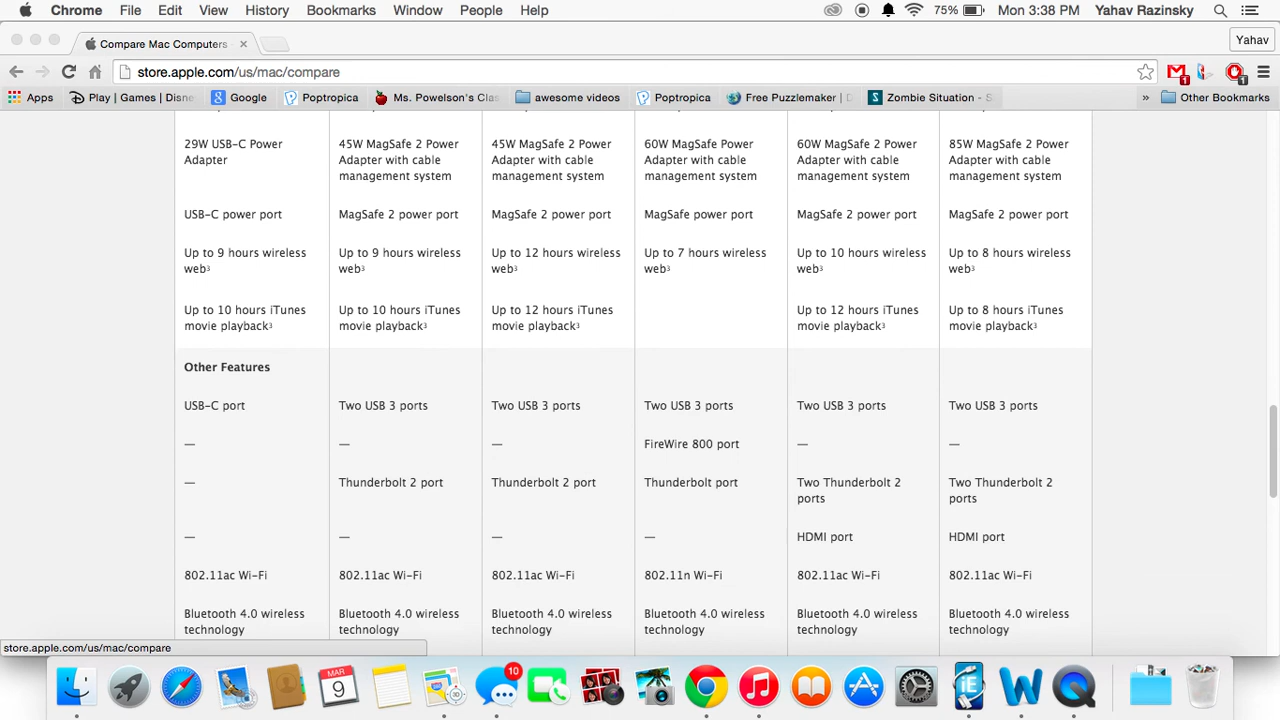 Chrome File Edit View History Bookmarks Window People Help 75% Mon 3:38 PM Yahav Razinsky
Compare Mac Computers Yahav
store.apple.com/us/mac/compare 1 1
Apps Play | Games | Disne Google Poptropica Ms. Powelson's Cla awesome videos Poptropica Free Puzzlemaker | D Zombie Situation - S » Other Bookmarks
29W USB-C Power 45W MagSafe 2 Power 45W MagSafe 2 Power 60W MagSafe Power 60W MagSafe 2 Power 85W MagSafe 2 Power
Adapter Adapter with cable Adapter with cable Adapter with cable Adapter with cable Adapter with cable
management system management system management system management system management system
USB-C power port MagSafe 2 power port MagSafe 2 power port MagSafe power port MagSafe 2 power port MagSafe 2 power port
Up to 9 hours wireless Up to 9 hours wireless Up to 12 hours wireless Up to 7 hours wireless Up to 10 hours wireless Up to 8 hours wireless
web³ web³ web³ web³ web³ web³
Up to 10 hours iTunes Up to 10 hours iTunes Up to 12 hours iTunes Up to 12 hours iTunes Up to 8 hours iTunes
movie playback³ movie playback³ movie playback³ movie playback³ movie playback³
Other Features
USB-C port Two USB 3 ports Two USB 3 ports Two USB 3 ports Two USB 3 ports Two USB 3 ports
— — — FireWire 800 port — —
— Thunderbolt 2 port Thunderbolt 2 port Thunderbolt port Two Thunderbolt 2 Two Thunderbolt 2
ports ports
— — — — HDMI port HDMI port
802.11ac Wi-Fi 802.11ac Wi-Fi 802.11ac Wi-Fi 802.11n Wi-Fi 802.11ac Wi-Fi 802.11ac Wi-Fi
Bluetooth 4.0 wireless Bluetooth 4.0 wireless Bluetooth 4.0 wireless Bluetooth 4.0 wireless Bluetooth 4.0 wireless Bluetooth 4.0 wireless
technology technology technology technology technology technology
store.apple.com/us/mac/compare
MAR 10
9 3D iE W